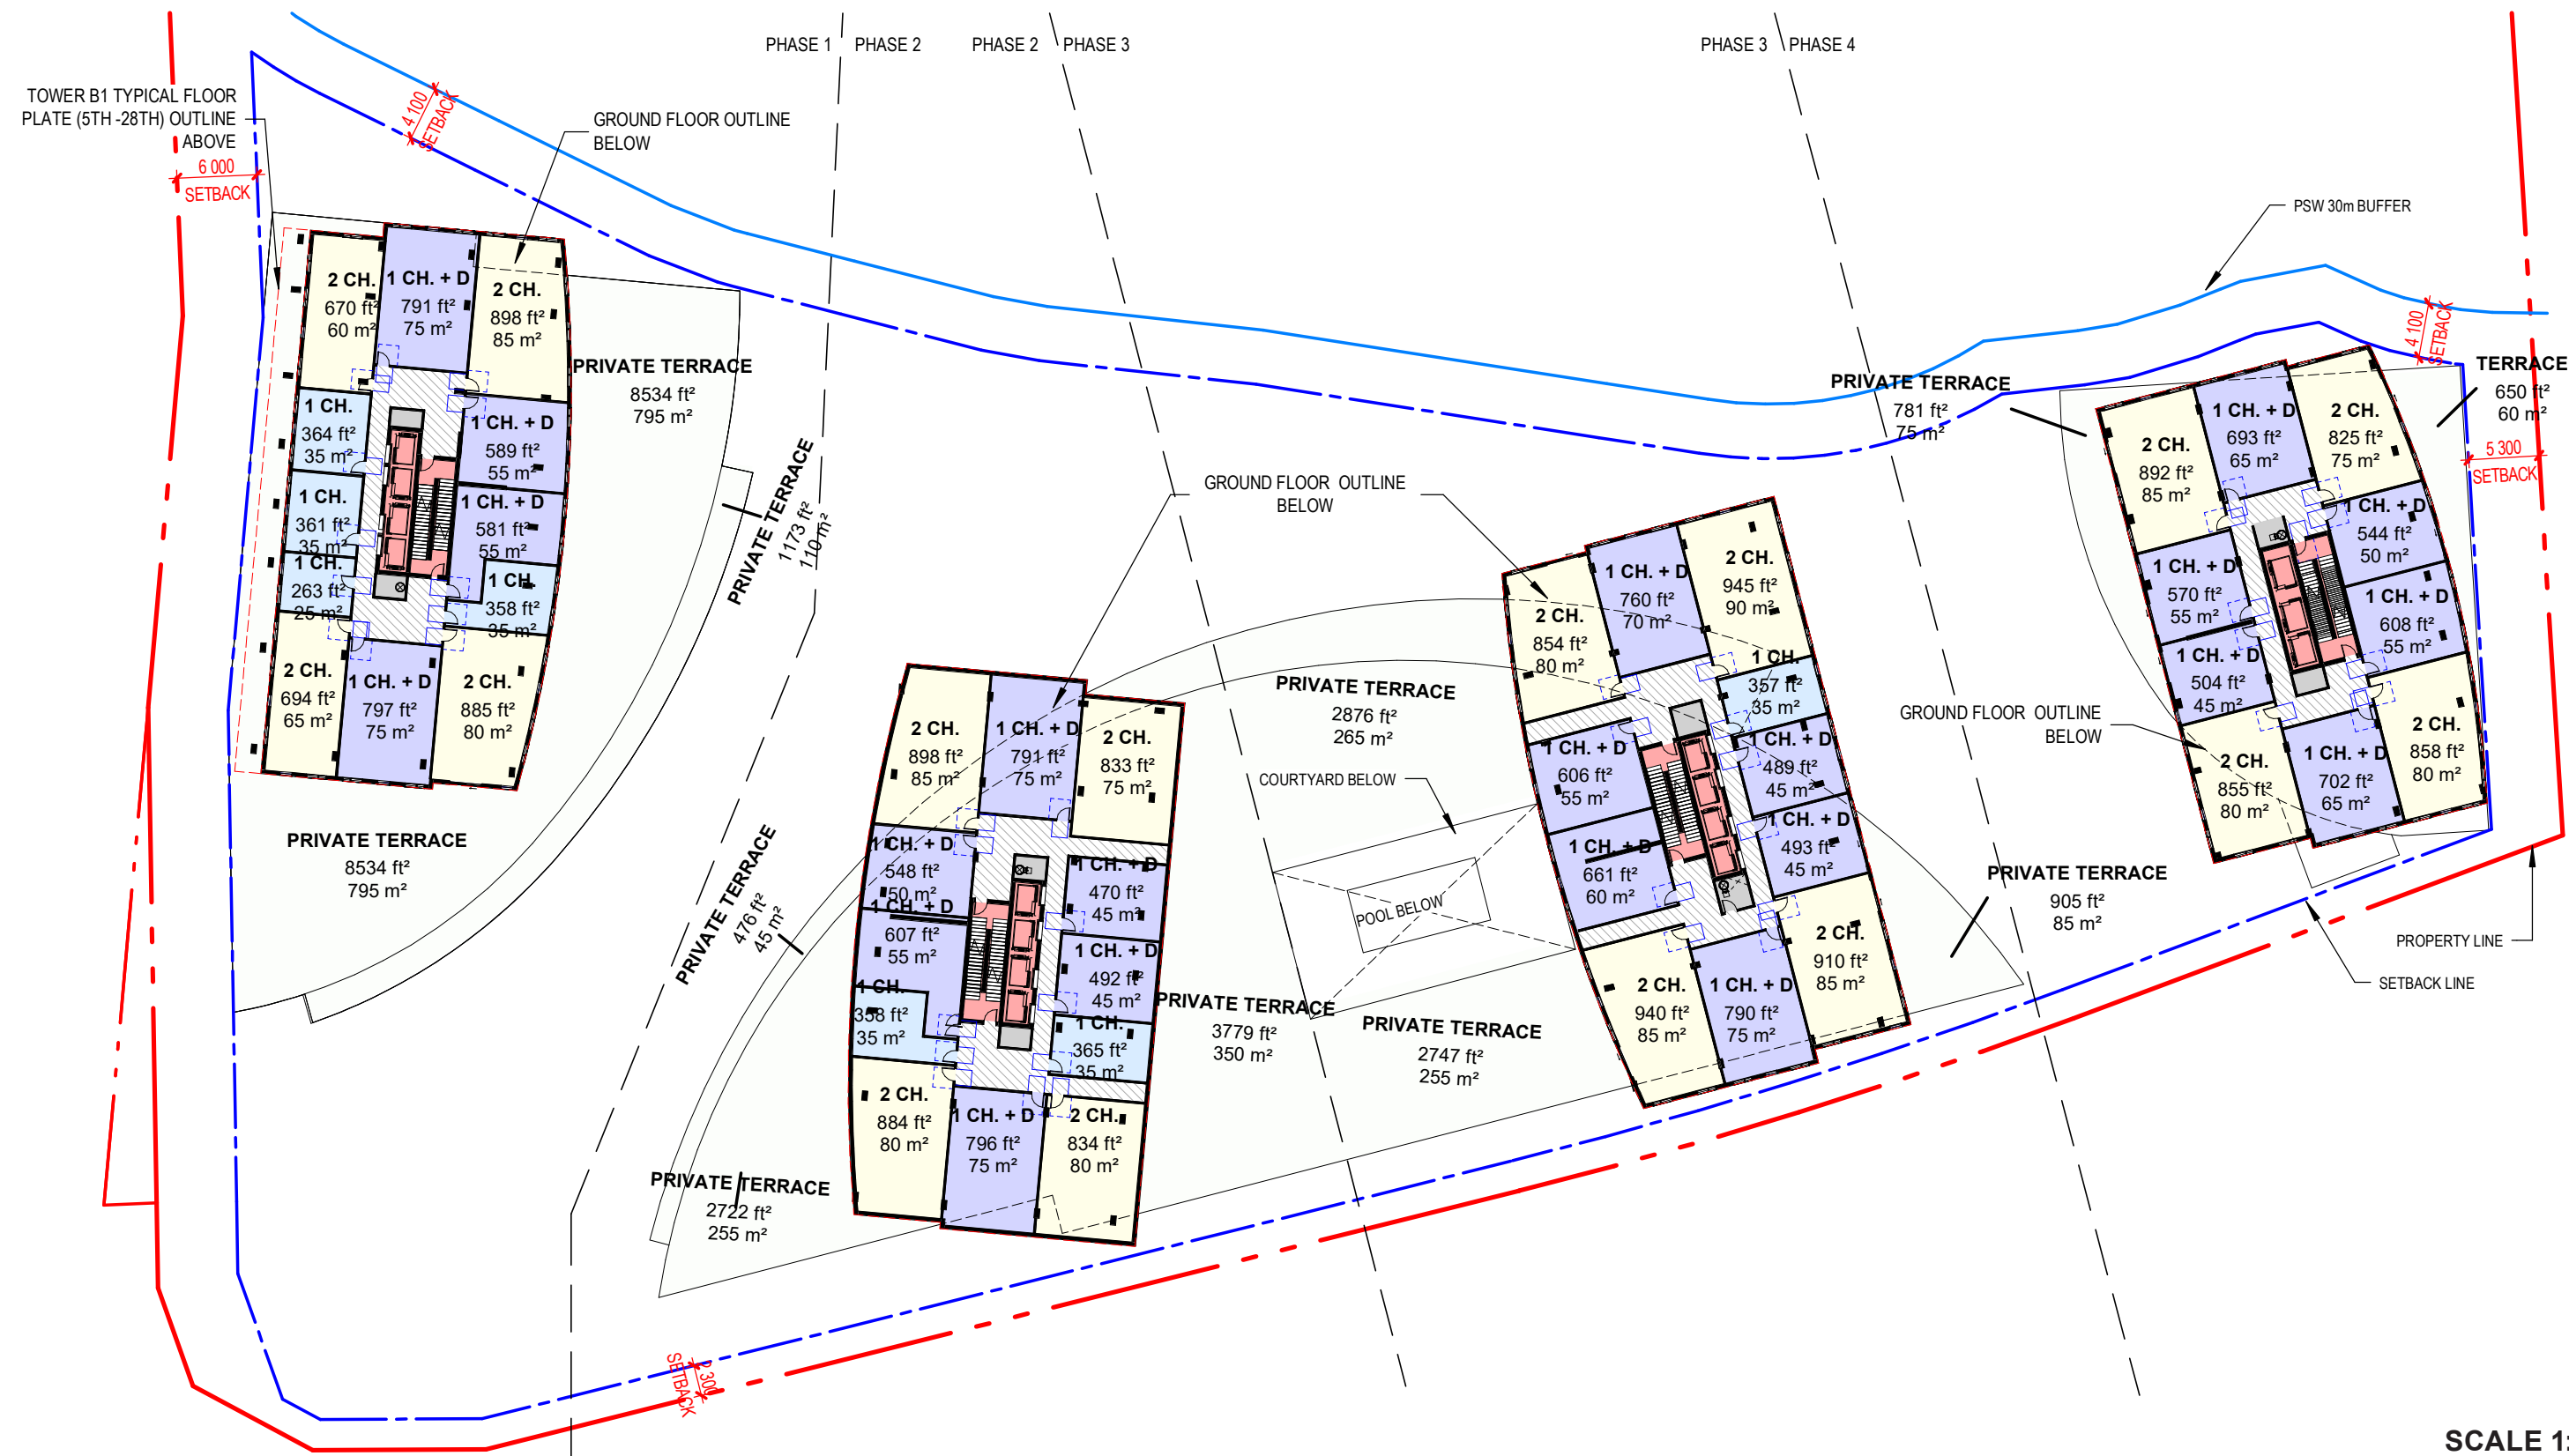 PHASE 1
PHASE 2
PHASE 2
PHASE 3
PHASE 3
PHASE 4
TOWER B1 TYPICAL FLOOR
PLATE (5TH -28TH) OUTLINE
ABOVE
6 000
SETBACK
4 100
SETBACK
GROUND FLOOR OUTLINE
BELOW
PSW 30m BUFFER
4 100
SETBACK
5 300
SETBACK
2 CH.
670 ft²
60 m²
1 CH. + D
791 ft²
75 m²
2 CH.
898 ft²
85 m²
1 CH.
364 ft²
35 m²
1 CH. + D
589 ft²
55 m²
1 CH.
361 ft²
35 m²
1 CH. + D
581 ft²
55 m²
1 CH.
263 ft²
25 m²
1 CH.
358 ft²
35 m²
2 CH.
694 ft²
65 m²
1 CH. + D
797 ft²
75 m²
2 CH.
885 ft²
80 m²
PRIVATE TERRACE
8534 ft²
795 m²
PRIVATE TERRACE
1173 ft²
110 m²
PRIVATE TERRACE
8534 ft²
795 m²
PRIVATE TERRACE
476 ft²
45 m²
PRIVATE TERRACE
2722 ft²
255 m²
GROUND FLOOR OUTLINE
BELOW
2 CH.
898 ft²
85 m²
1 CH. + D
791 ft²
75 m²
2 CH.
833 ft²
75 m²
1 CH. + D
548 ft²
50 m²
1 CH. + D
470 ft²
45 m²
1 CH. + D
607 ft²
55 m²
1 CH. + D
492 ft²
45 m²
1 CH.
358 ft²
35 m²
1 CH.
365 ft²
35 m²
2 CH.
884 ft²
80 m²
1 CH. + D
796 ft²
75 m²
2 CH.
834 ft²
80 m²
PRIVATE TERRACE
2876 ft²
265 m²
COURTYARD BELOW
POOL BELOW
PRIVATE TERRACE
3779 ft²
350 m²
PRIVATE TERRACE
2747 ft²
255 m²
2 CH.
854 ft²
80 m²
1 CH. + D
760 ft²
70 m²
2 CH.
945 ft²
90 m²
1 CH.
357 ft²
35 m²
1 CH. + D
606 ft²
55 m²
1 CH. + D
489 ft²
45 m²
1 CH. + D
661 ft²
60 m²
1 CH. + D
493 ft²
45 m²
2 CH.
940 ft²
85 m²
1 CH. + D
790 ft²
75 m²
2 CH.
910 ft²
85 m²
PRIVATE TERRACE
781 ft²
75 m²
TERRACE
650 ft²
60 m²
2 CH.
892 ft²
85 m²
1 CH. + D
693 ft²
65 m²
2 CH.
825 ft²
75 m²
1 CH. + D
544 ft²
50 m²
1 CH. + D
570 ft²
55 m²
1 CH. + D
608 ft²
55 m²
1 CH. + D
504 ft²
45 m²
2 CH.
855 ft²
80 m²
1 CH. + D
702 ft²
65 m²
2 CH.
858 ft²
80 m²
GROUND FLOOR OUTLINE
BELOW
PRIVATE TERRACE
905 ft²
85 m²
PROPERTY LINE
SETBACK LINE
SETBACK
SCALE 1: